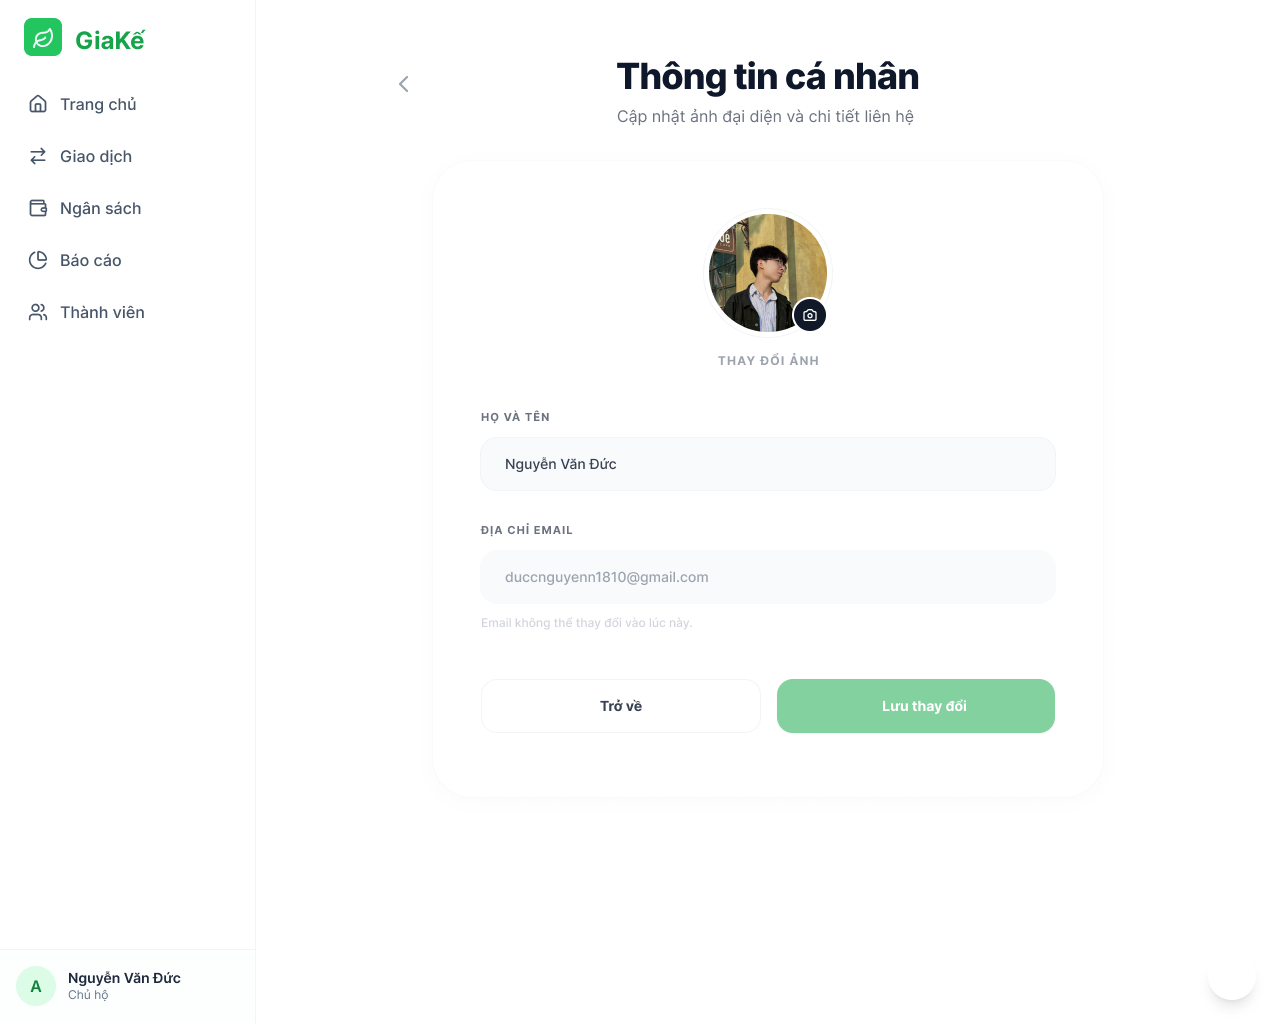 GiaKế
Trang chủ
Giao dịch
Ngân sách
Báo cáo
Thành viên
Thông tin cá nhân
Cập nhật ảnh đại diện và chi tiết liên hệ
THAY ĐỔI ẢNH
HỌ VÀ TÊN
Nguyễn Văn Đức
ĐỊA CHỈ EMAIL
duccnguyenn1810@gmail.com
Email không thể thay đổi vào lúc này.
Trở về
Lưu thay đổi
A
Nguyễn Văn Đức
Chủ hộ